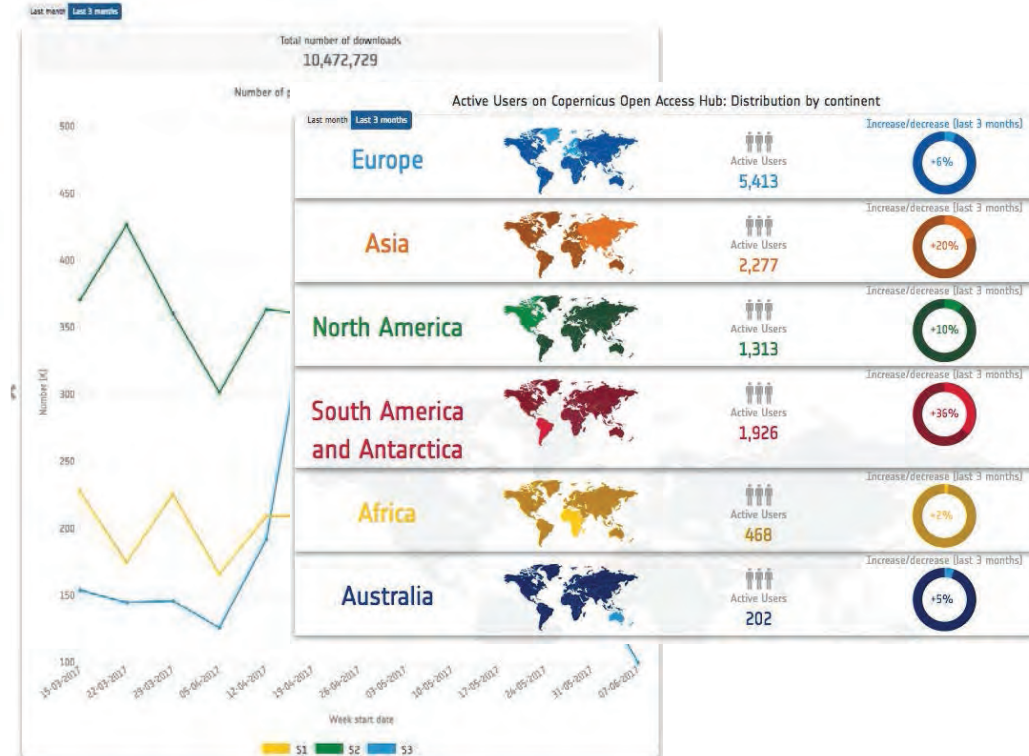 Last month Last 3 months
Total number of downloads
10,472,729
Number of
500
450
400
350
300
250
200
150
100
Number [K]
15-03-2017
22-03-2017
29-03-2017
05-04-2017
12-04-2017
19-04-2017
26-04-2017
03-05-2017
10-05-2017
17-05-2017
24-05-2017
31-05-2017
07-06-2017
Week start date
S1 S2 S3
Active Users on Copernicus Open Access Hub: Distribution by continent
Last month Last 3 months
Increase/decrease [last 3 months]
Europe
Active Users
5,413
+6%
Increase/decrease [last 3 months]
Asia
Active Users
2,277
+20%
Increase/decrease [last 3 months]
North America
Active Users
1,313
+10%
Increase/decrease [last 3 months]
South America
and Antarctica
Active Users
1,926
+36%
Increase/decrease [last 3 months]
Africa
Active Users
468
+2%
Increase/decrease [last 3 months]
Australia
Active Users
202
+5%